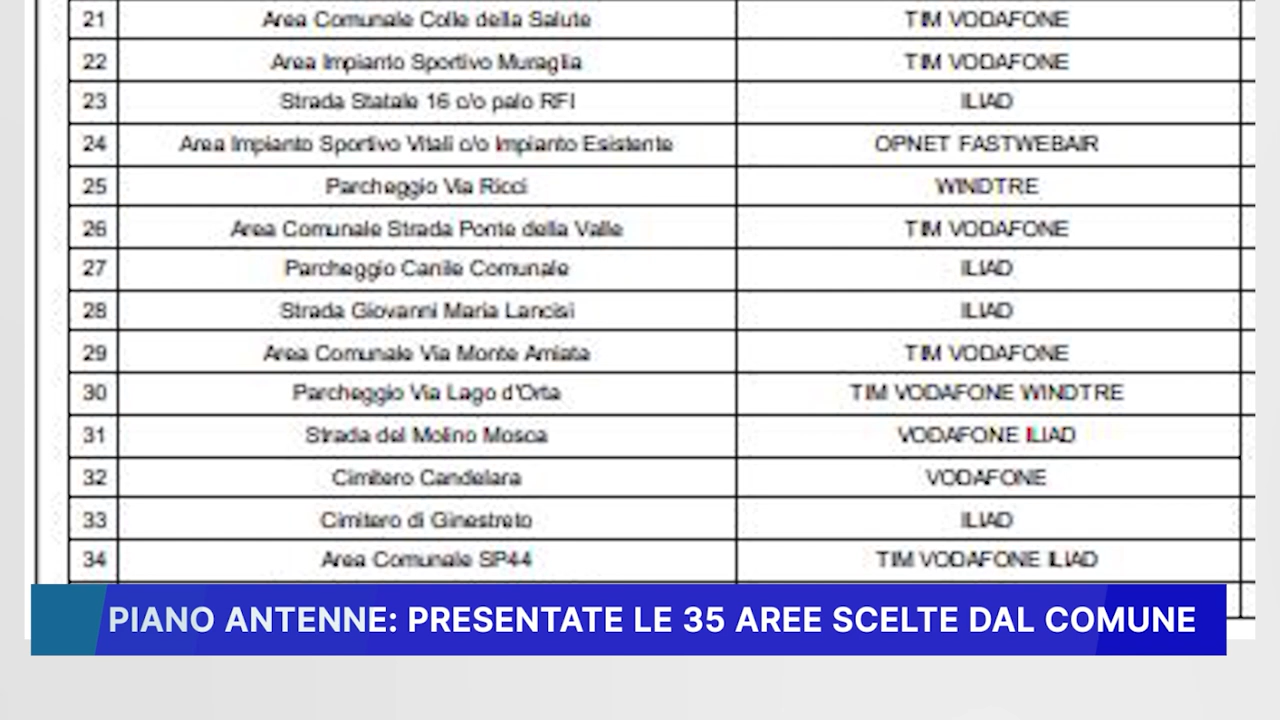 21 Area Comunale Colle della Salute TIM VODAFONE
22 Area Impianto Sportivo Muraglia TIM VODAFONE
23 Strada Statale 16 c/o palo RFI ILIAD
24 Area Impianto Sportivo Vitali c/o Impianto Esistente OPNET FASTWEBAIR
25 Parcheggio Via Ricci WINDTRE
26 Area Comunale Strada Ponte della Valle TIM VODAFONE
27 Parcheggio Canile Comunale ILIAD
28 Strada Giovanni Maria Lancisi ILIAD
29 Area Comunale Via Monte Amiata TIM VODAFONE
30 Parcheggio Via Lago d'Orta TIM VODAFONE WINDTRE
31 Strada del Molino Mosca VODAFONE ILIAD
32 Cimitero Candelara VODAFONE
33 Cimitero di Ginestreto ILIAD
34 Area Comunale SP44 TIM VODAFONE ILIAD
PIANO ANTENNE: PRESENTATE LE 35 AREE SCELTE DAL COMUNE